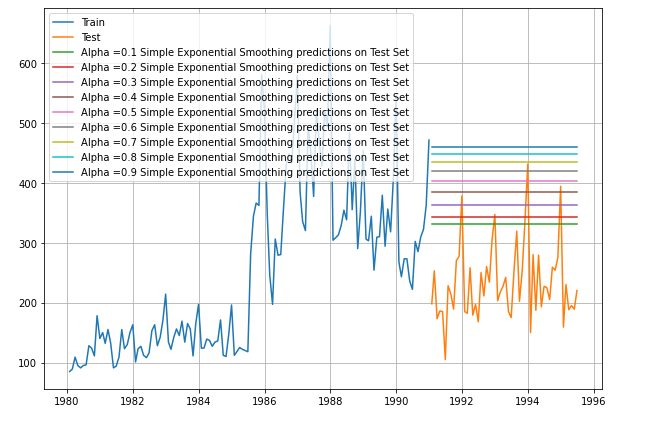 Train
Test
Alpha =0.1 Simple Exponential Smoothing predictions on Test Set
Alpha =0.2 Simple Exponential Smoothing predictions on Test Set
Alpha =0.3 Simple Exponential Smoothing predictions on Test Set
Alpha =0.4 Simple Exponential Smoothing predictions on Test Set
Alpha =0.5 Simple Exponential Smoothing predictions on Test Set
Alpha =0.6 Simple Exponential Smoothing predictions on Test Set
Alpha =0.7 Simple Exponential Smoothing predictions on Test Set
Alpha =0.8 Simple Exponential Smoothing predictions on Test Set
Alpha =0.9 Simple Exponential Smoothing predictions on Test Set
600
500
400
300
200
100
1980 1982 1984 1986 1988 1990 1992 1994 1996